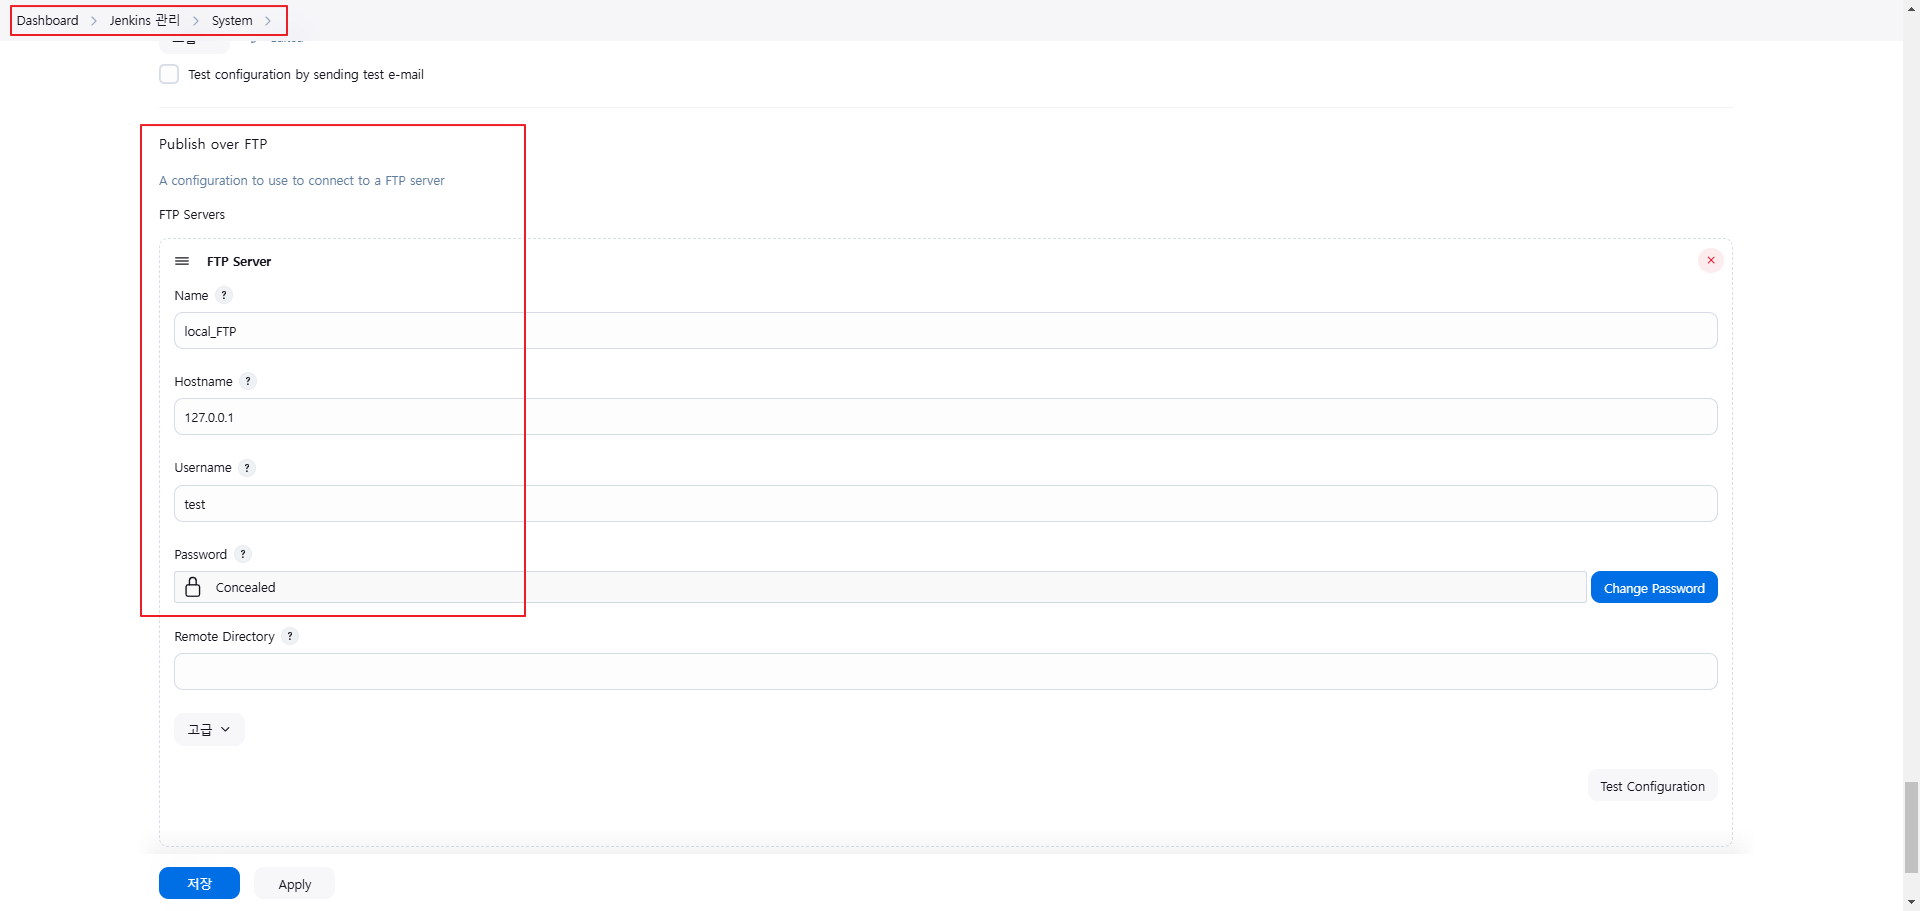 Dashboard > Jenkins 관리 > System >
Test configuration by sending test e-mail
Publish over FTP
A configuration to use to connect to a FTP server
FTP Servers
FTP Server
Name ?
local_FTP
Hostname ?
127.0.0.1
Username ?
test
Password ?
Concealed
Change Password
Remote Directory ?
고급
Test Configuration
저장 Apply